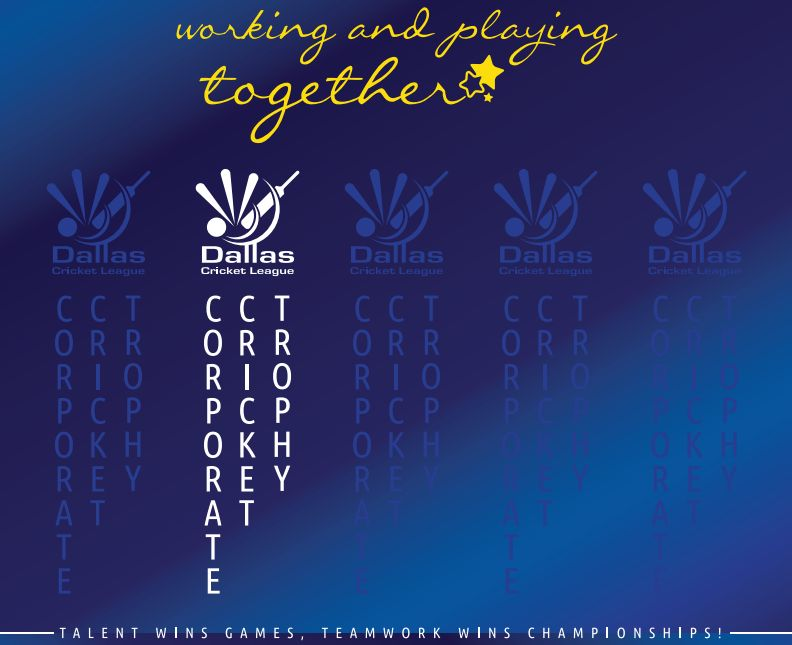 working and playing
together
Dallas
Cricket League
CORPORATE
CRICKET
TROPHY
Dallas
Cricket League
CORPORATE
CRICKET
TROPHY
Dallas
Cricket League
CORPORATE
CRICKET
TROPHY
Dallas
Cricket League
CORPORATE
CRICKET
TROPHY
Dallas
Cricket League
CORPORATE
CRICKET
TROPHY
TALENT WINS GAMES, TEAMWORK WINS CHAMPIONSHIPS!